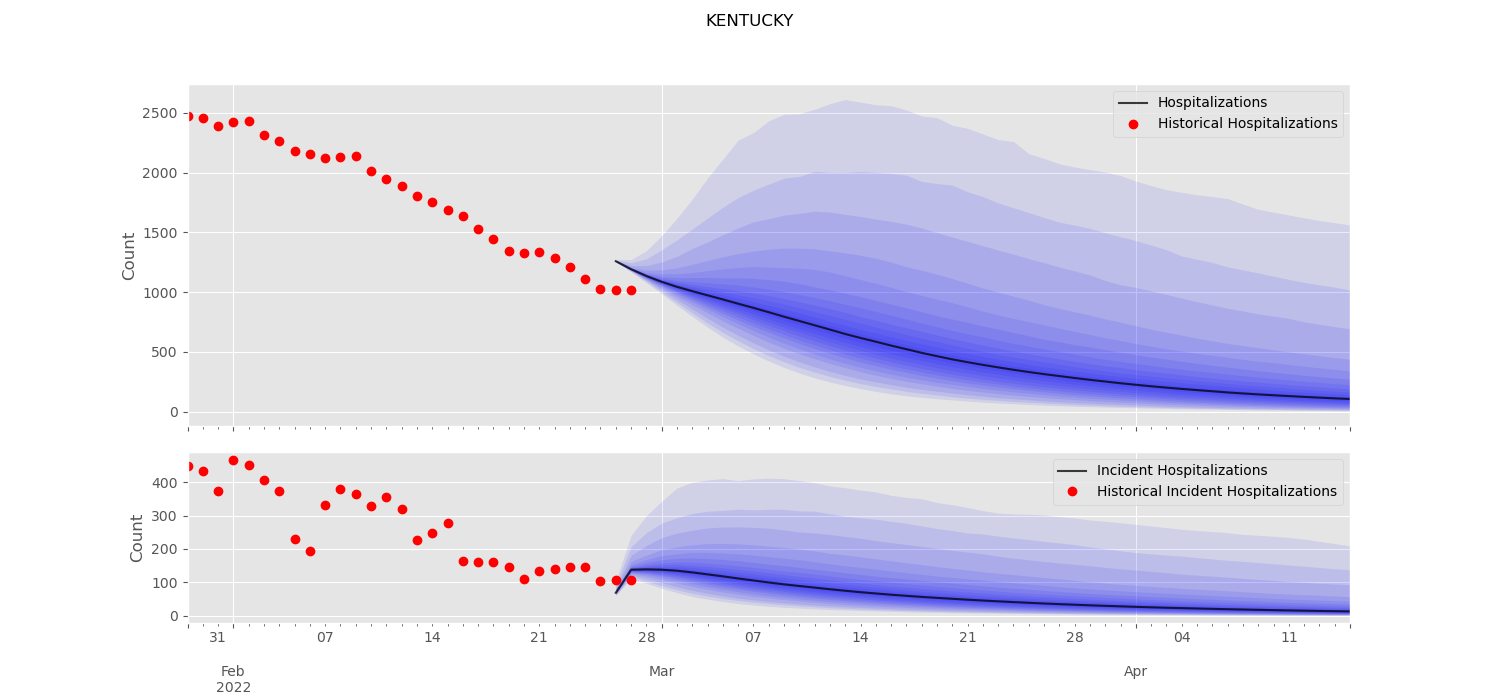 KENTUCKY
Hospitalizations
Historical Hospitalizations
Count
2500
2000
1500
1000
500
0
Incident Hospitalizations
Historical Incident Hospitalizations
Count
400
300
200
100
0
31 07 14 21 28 07 14 21 28 04 11
Feb Mar Apr
2022